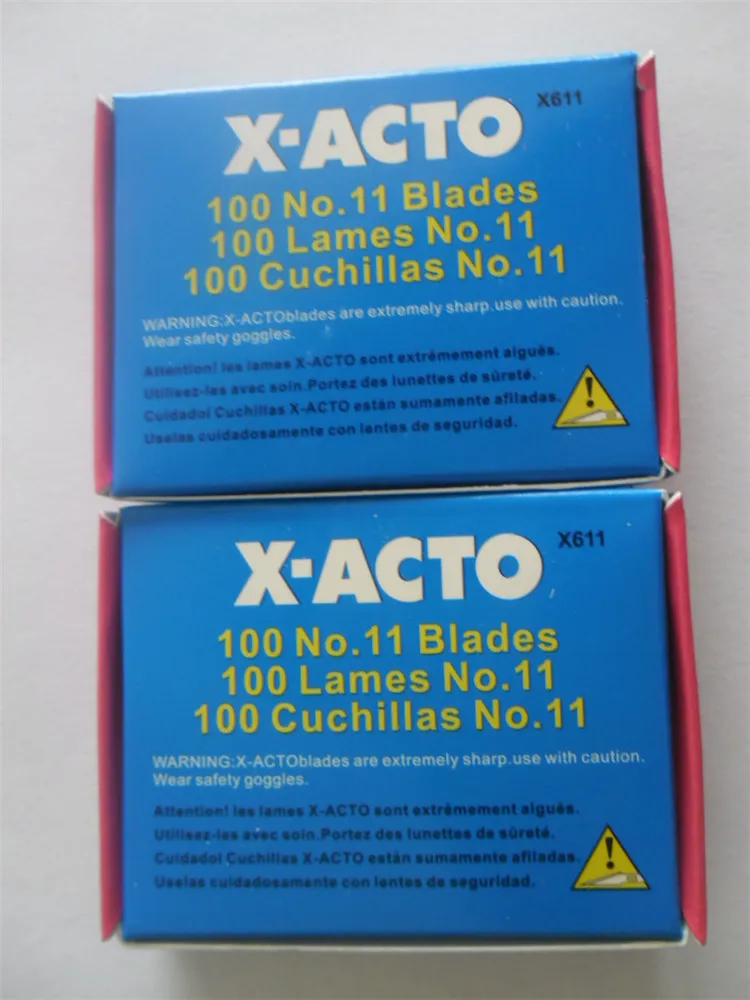 X-ACTO X611
100 No.11 Blades
100 Lames No.11
100 Cuchillas No.11
WARNING:X-ACTOblades are extremely sharp.use with caution.
Wear safety goggles.
Attention! les lames X-ACTO sont extrêmement aiguës.
Utilisez-les avec soin.Portez des lunettes de sûreté.
Cuidadol Cuchillas X-ACTO están sumamente afiladas.
Uselas cuidadosamente con lentes de seguridad.
X-ACTO X611
100 No.11 Blades
100 Lames No.11
100 Cuchillas No.11
WARNING:X-ACTOblades are extremely sharp.use with caution.
Wear safety goggles.
Attention! les lames X-ACTO sont extrêmement aiguës.
Utilisez-les avec soin.Portez des lunettes de sûreté.
Cuidadol Cuchillas X-ACTO están sumamente afiladas.
Uselas cuidadosamente con lentes de seguridad.